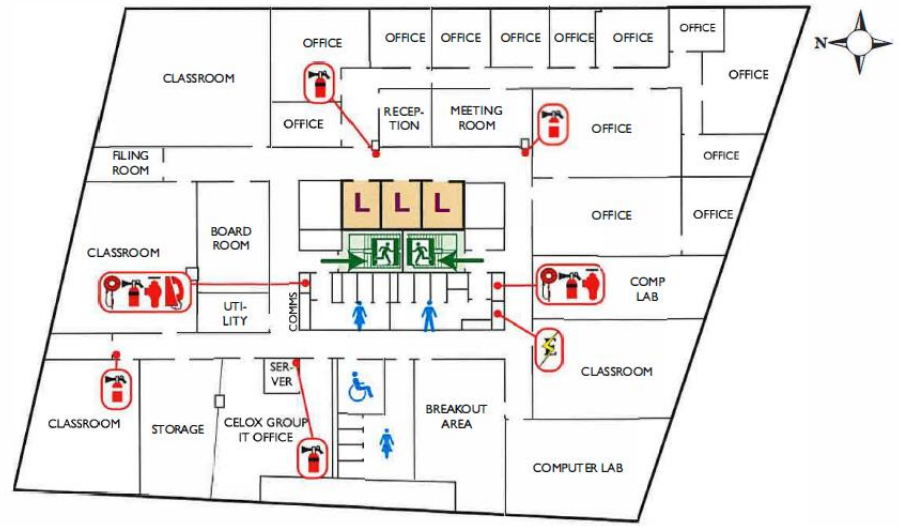 OFFICE
OFFICE
OFFICE
OFFICE
OFFICE
OFFICE
OFFICE
N
CLASSROOM
OFFICE
OFFICE
RECEP-
TION
MEETING
ROOM
OFFICE
FILING
ROOM
OFFICE
L
L
L
OFFICE
OFFICE
BOARD
ROOM
CLASSROOM
COMP
LAB
UTI-
LITY
COMMS
CLASSROOM
SER-
VER
CLASSROOM
STORAGE
CELOX GROUP
IT OFFICE
BREAKOUT
AREA
COMPUTER LAB